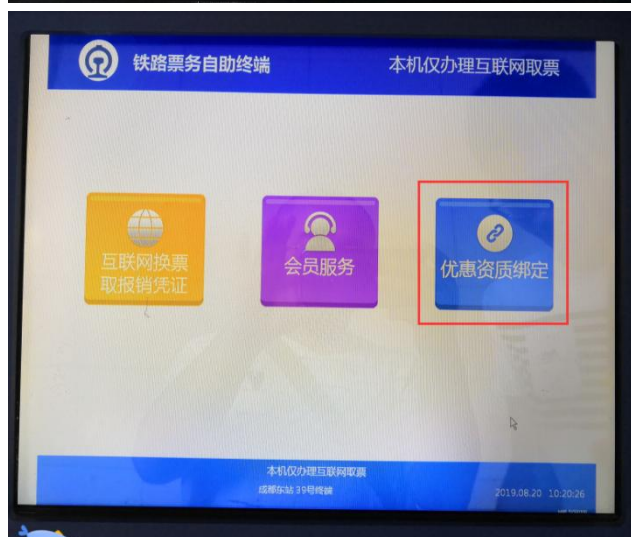 铁路票务自助终端
本机仅办理互联网取票
互联网换票
取报销凭证
会员服务
优惠资质绑定
本机仅办理互联网取票
成都东站 39号终端
2019.08.20 10:20:26